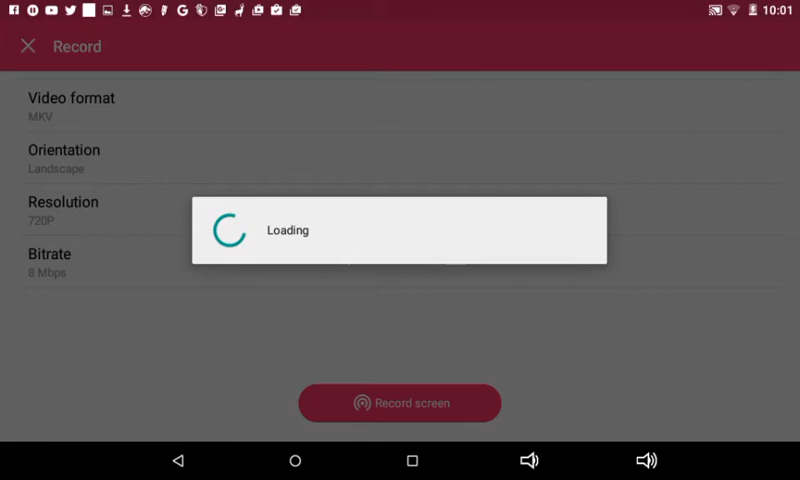 10:01
Record
Video format
MKV
Orientation
Landscape
Resolution
720P
Loading
Bitrate
8 Mbps
Record screen